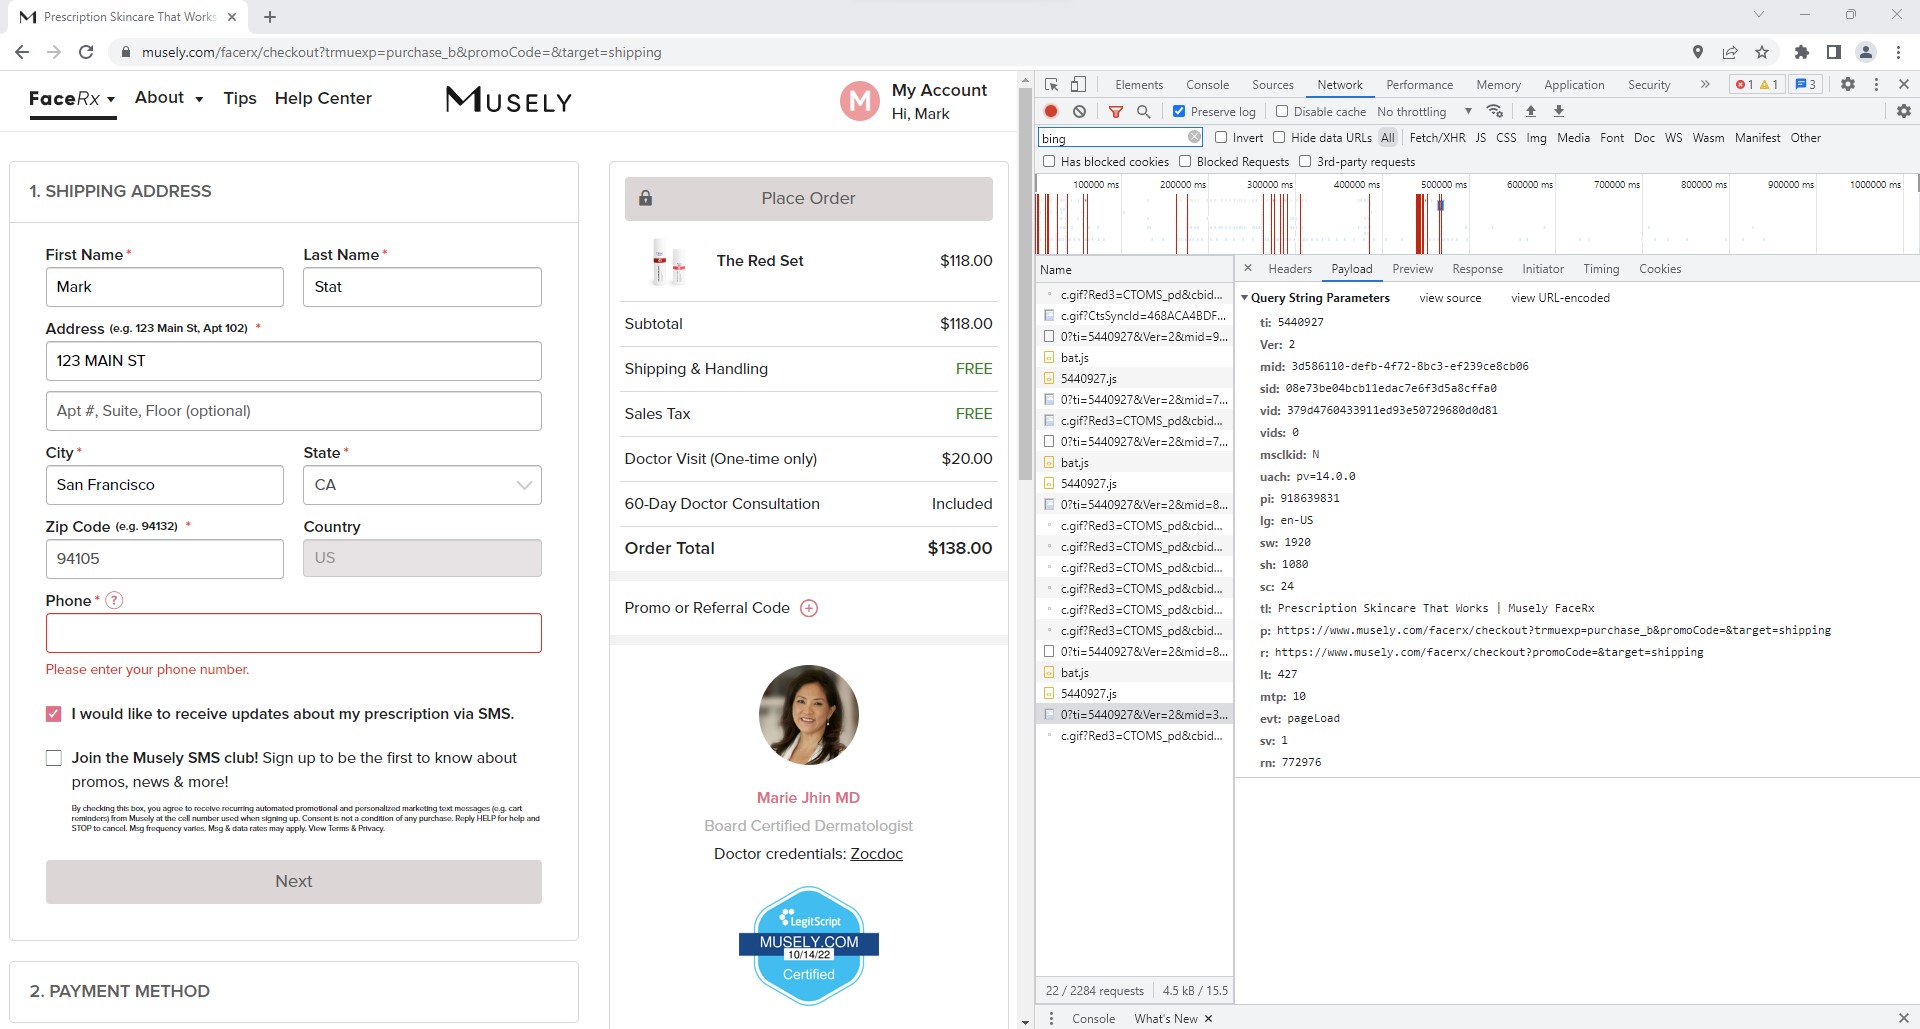 Prescription Skincare That Works
musely.com/facerx/checkout?trmuexp=purchase_b&promoCode=&target=shipping
FaceRx
About
Tips
Help Center
MUSELY
M
My Account
Hi, Mark
1. SHIPPING ADDRESS
First Name *
Last Name *
Mark
Stat
Address (e.g. 123 Main St, Apt 102) *
123 MAIN ST
Apt #, Suite, Floor (optional)
City *
State *
San Francisco
CA
Zip Code (e.g. 94132) *
Country
94105
US
Phone * ?
Please enter your phone number.
I would like to receive updates about my prescription via SMS.
Join the Musely SMS club! Sign up to be the first to know about
promos, news & more!
By checking this box, you agree to receive recurring automated promotional and personalized marketing text messages (e.g. cart
reminders) from Musely at the cell number used when signing up. Consent is not a condition of any purchase. Reply HELP for help and
STOP to cancel. Msg frequency varies. Msg & data rates may apply. View Terms & Privacy.
Next
2. PAYMENT METHOD
Place Order
The Red Set $118.00
Subtotal $118.00
Shipping & Handling FREE
Sales Tax FREE
Doctor Visit (One-time only) $20.00
60-Day Doctor Consultation Included
Order Total $138.00
Promo or Referral Code
Marie Jhin MD
Board Certified Dermatologist
Doctor credentials: Zocdoc
LegitScript
MUSELY.COM
10/14/22
Certified
Elements Console Sources Network Performance Memory Application Security » 1 1 3
Preserve log Disable cache No throttling
bing Invert Hide data URLs All Fetch/XHR JS CSS Img Media Font Doc WS Wasm Manifest Other
Has blocked cookies Blocked Requests 3rd-party requests
100000 ms 200000 ms 300000 ms 400000 ms 500000 ms 600000 ms 700000 ms 800000 ms 900000 ms 1000000 ms
Name
c.gif?Red3=CTOMS_pd&cbid...
c.gif?CtsSyncId=468ACA4BDF...
0?ti=5440927&Ver=2&mid=9...
bat.js
5440927.js
0?ti=5440927&Ver=2&mid=7...
c.gif?Red3=CTOMS_pd&cbid...
0?ti=5440927&Ver=2&mid=7...
bat.js
5440927.js
0?ti=5440927&Ver=2&mid=8...
c.gif?Red3=CTOMS_pd&cbid...
c.gif?Red3=CTOMS_pd&cbid...
c.gif?Red3=CTOMS_pd&cbid...
c.gif?Red3=CTOMS_pd&cbid...
c.gif?Red3=CTOMS_pd&cbid...
c.gif?Red3=CTOMS_pd&cbid...
0?ti=5440927&Ver=2&mid=8...
bat.js
5440927.js
0?ti=5440927&Ver=2&mid=3...
c.gif?Red3=CTOMS_pd&cbid...
22 / 2284 requests 4.5 kB / 15.5
Headers Payload Preview Response Initiator Timing Cookies
Query String Parameters view source view URL-encoded
ti: 5440927
Ver: 2
mid: 3d586110-defb-4f72-8bc3-ef239ce8cb06
sid: 08e73be04bcb11edac7e6f3d5a8cffa0
vid: 379d4760433911ed93e50729680d0d81
vids: 0
msclkid: N
uach: pv=14.0.0
pi: 918639831
lg: en-US
sw: 1920
sh: 1080
sc: 24
tl: Prescription Skincare That Works | Musely FaceRx
p: https://www.musely.com/facerx/checkout?trmuexp=purchase_b&promoCode=&target=shipping
r: https://www.musely.com/facerx/checkout?promoCode=&target=shipping
lt: 427
mtp: 10
evt: pageLoad
sv: 1
rn: 772976
Console What's New